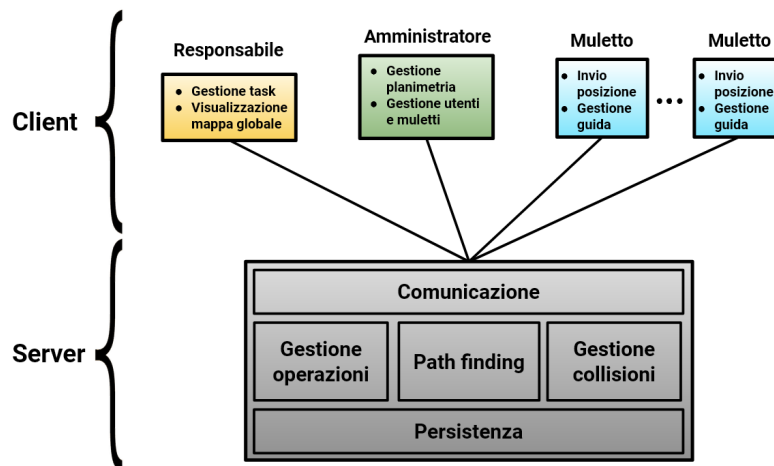 Client
Responsabile
• Gestione task
• Visualizzazione
mappa globale
Amministratore
• Gestione
planimetria
• Gestione utenti
e muletti
Muletto
• Invio
posizione
• Gestione
guida
...
Muletto
• Invio
posizione
• Gestione
guida
Server
Comunicazione
Gestione
operazioni
Path finding
Gestione
collisioni
Persistenza